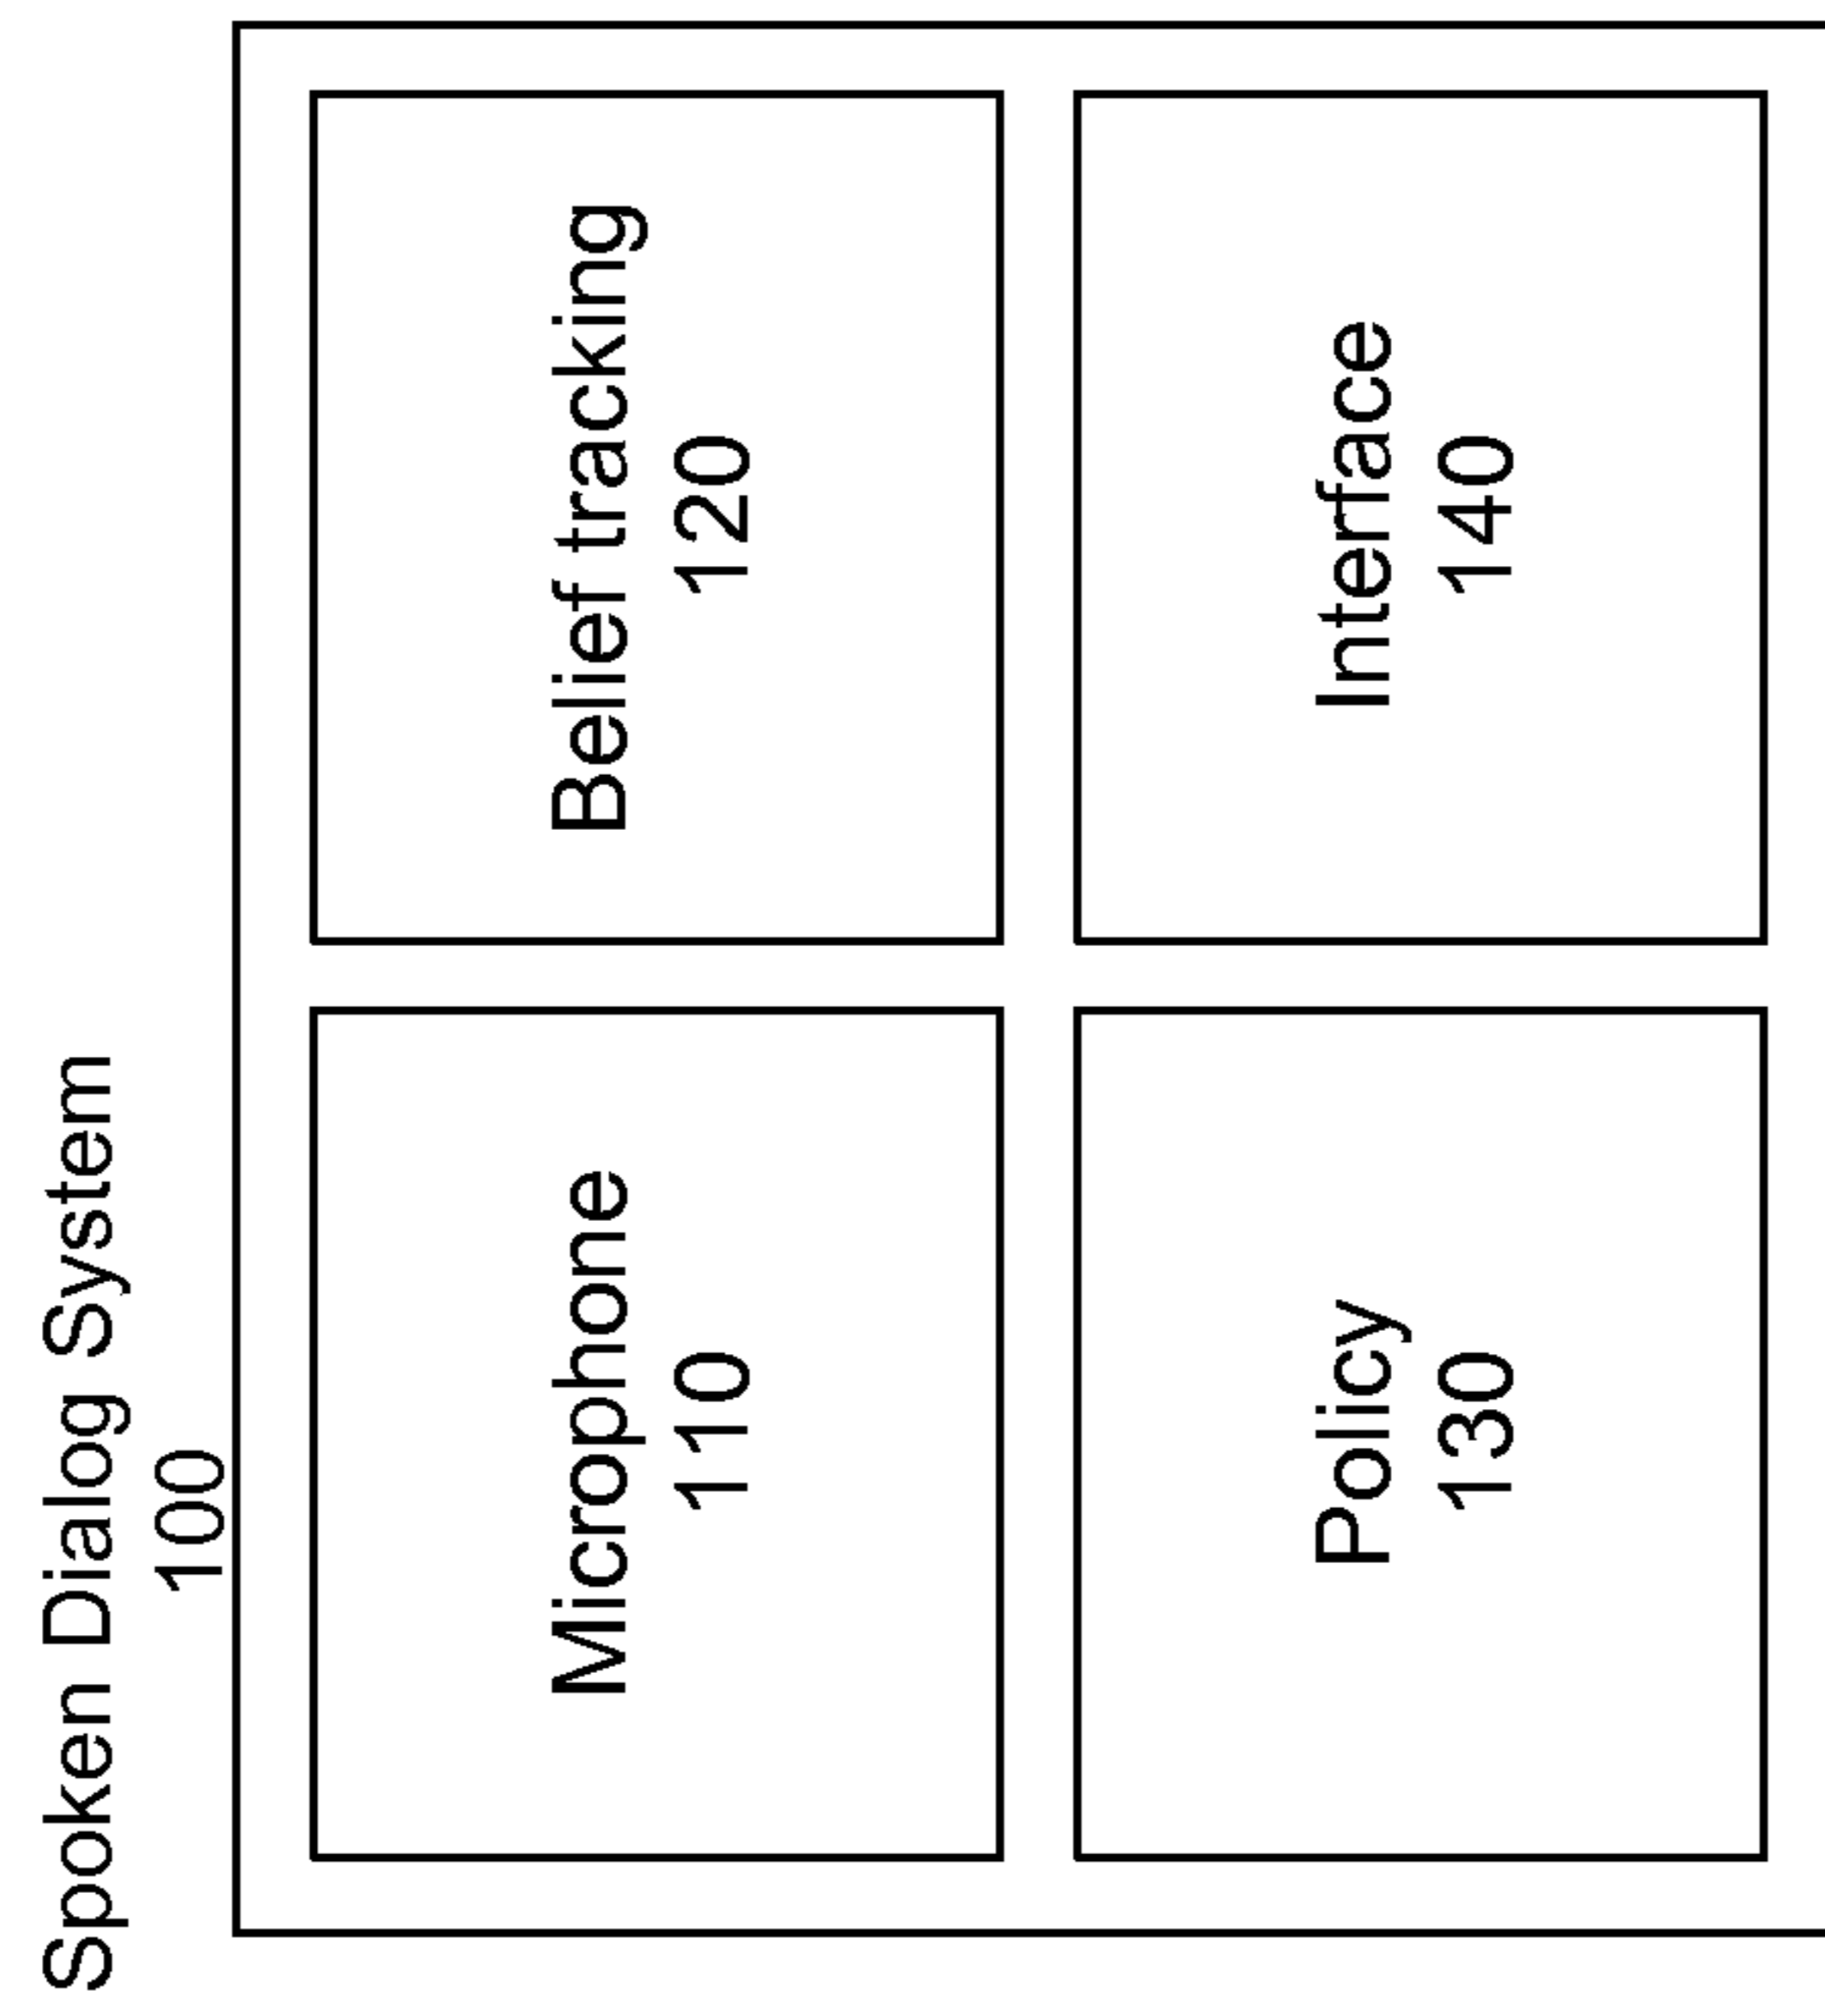 Spoken Dialog System
100
Microphone
110
Belief tracking
120
Policy
130
Interface
140